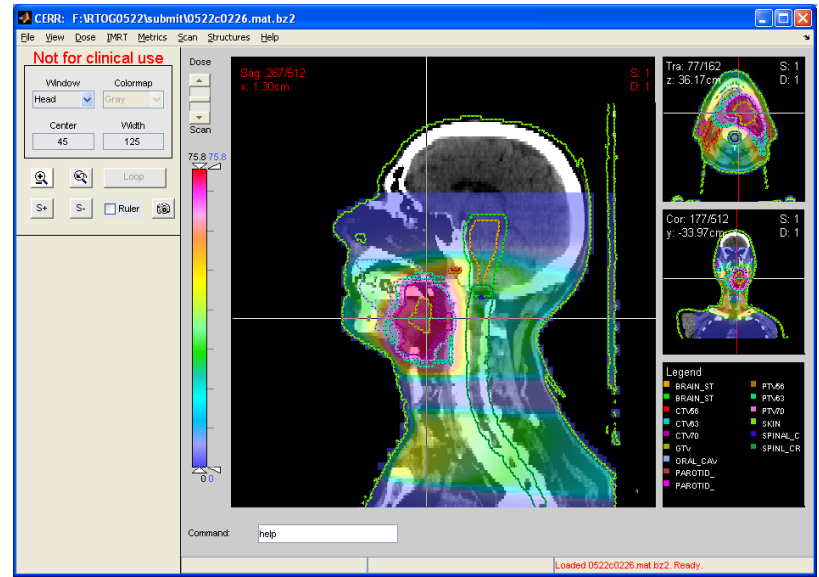 CERR: F:\RTOG0522\submit\0522c0226.mat.bz2
File View Dose IMRT Metrics Scan Structures Help
Not for clinical use
Window Colormap
Head Gray
Center Width
45 125
Loop
S+ S- Ruler
Dose
Scan
75.8 75.8
0 0
Sag: 267/512
x: 1.30cm
S: 1
D: 1
Tra: 77/162
z: 36.17cm
S: 1
D: 1
Cor: 177/512
y: -33.97cm
S: 1
D: 1
Legend
BRAIN_ST
BRAIN_ST
CTV56
CTV63
CTV70
GTV
ORAL_CAV
PAROTID_
PAROTID_
PTV56
PTV63
PTV70
SKIN
SPINAL_C
SPINL_CR
Command: help
Loaded 0522c0226.mat.bz2. Ready.